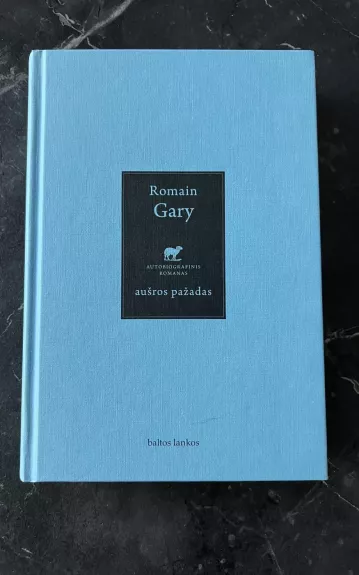 Romain
Gary
AUTOBIOGRAFINIS
ROMANAS
aušros pažadas
baltos lankos